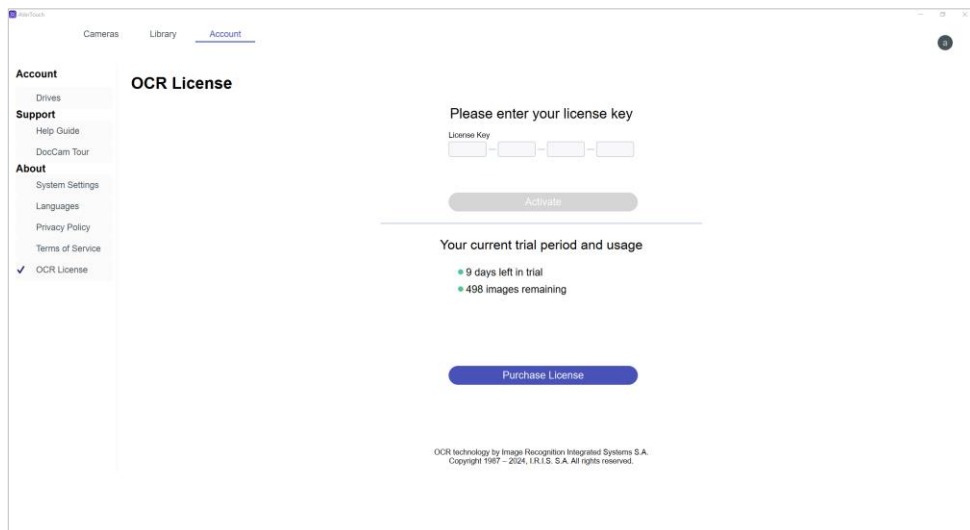 AVerTouch
Cameras Library Account
a
Account
Drives
Support
Help Guide
DocCam Tour
About
System Settings
Languages
Privacy Policy
Terms of Service
OCR License
OCR License
Please enter your license key
License Key
Activate
Your current trial period and usage
9 days left in trial
498 images remaining
Purchase License
OCR technology by Image Recognition Integrated Systems S.A.
Copyright 1987 – 2024, I.R.I.S. S.A. All rights reserved.